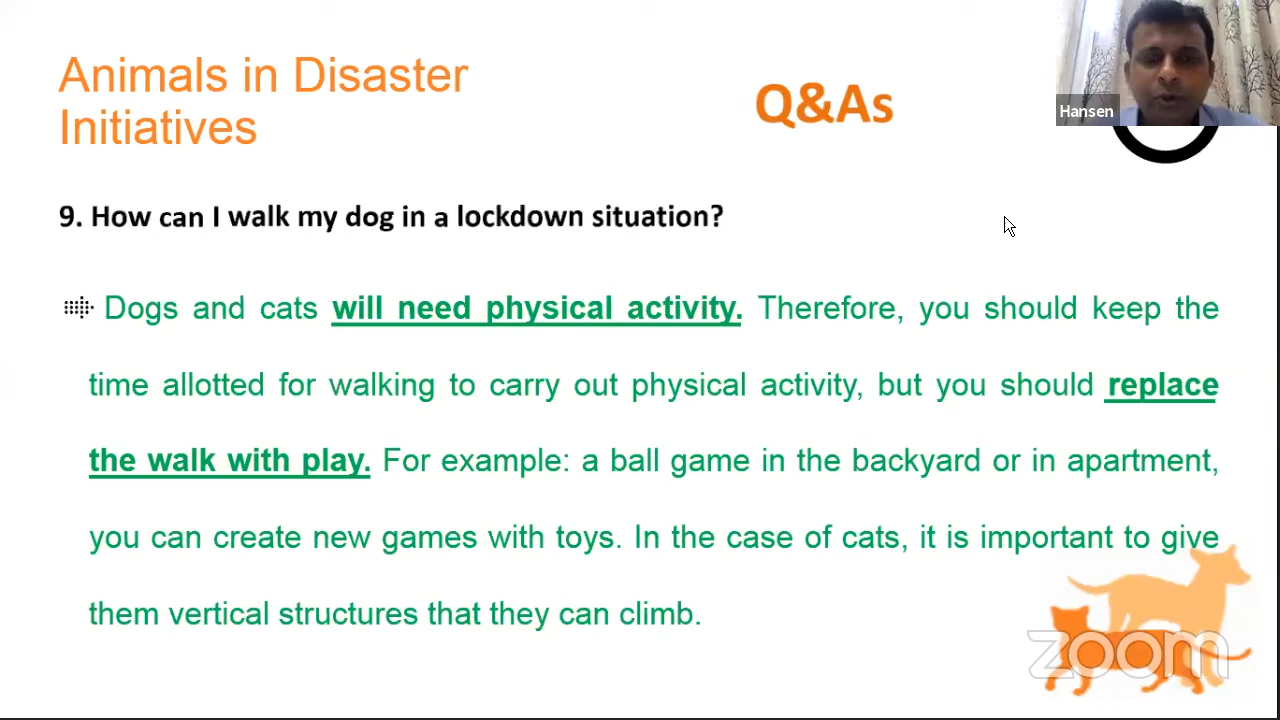 Animals in Disaster
Initiatives
Q&As
Hansen
9. How can I walk my dog in a lockdown situation?
Dogs and cats will need physical activity. Therefore, you should keep the
time allotted for walking to carry out physical activity, but you should replace
the walk with play. For example: a ball game in the backyard or in apartment,
you can create new games with toys. In the case of cats, it is important to give
them vertical structures that they can climb.
zoom